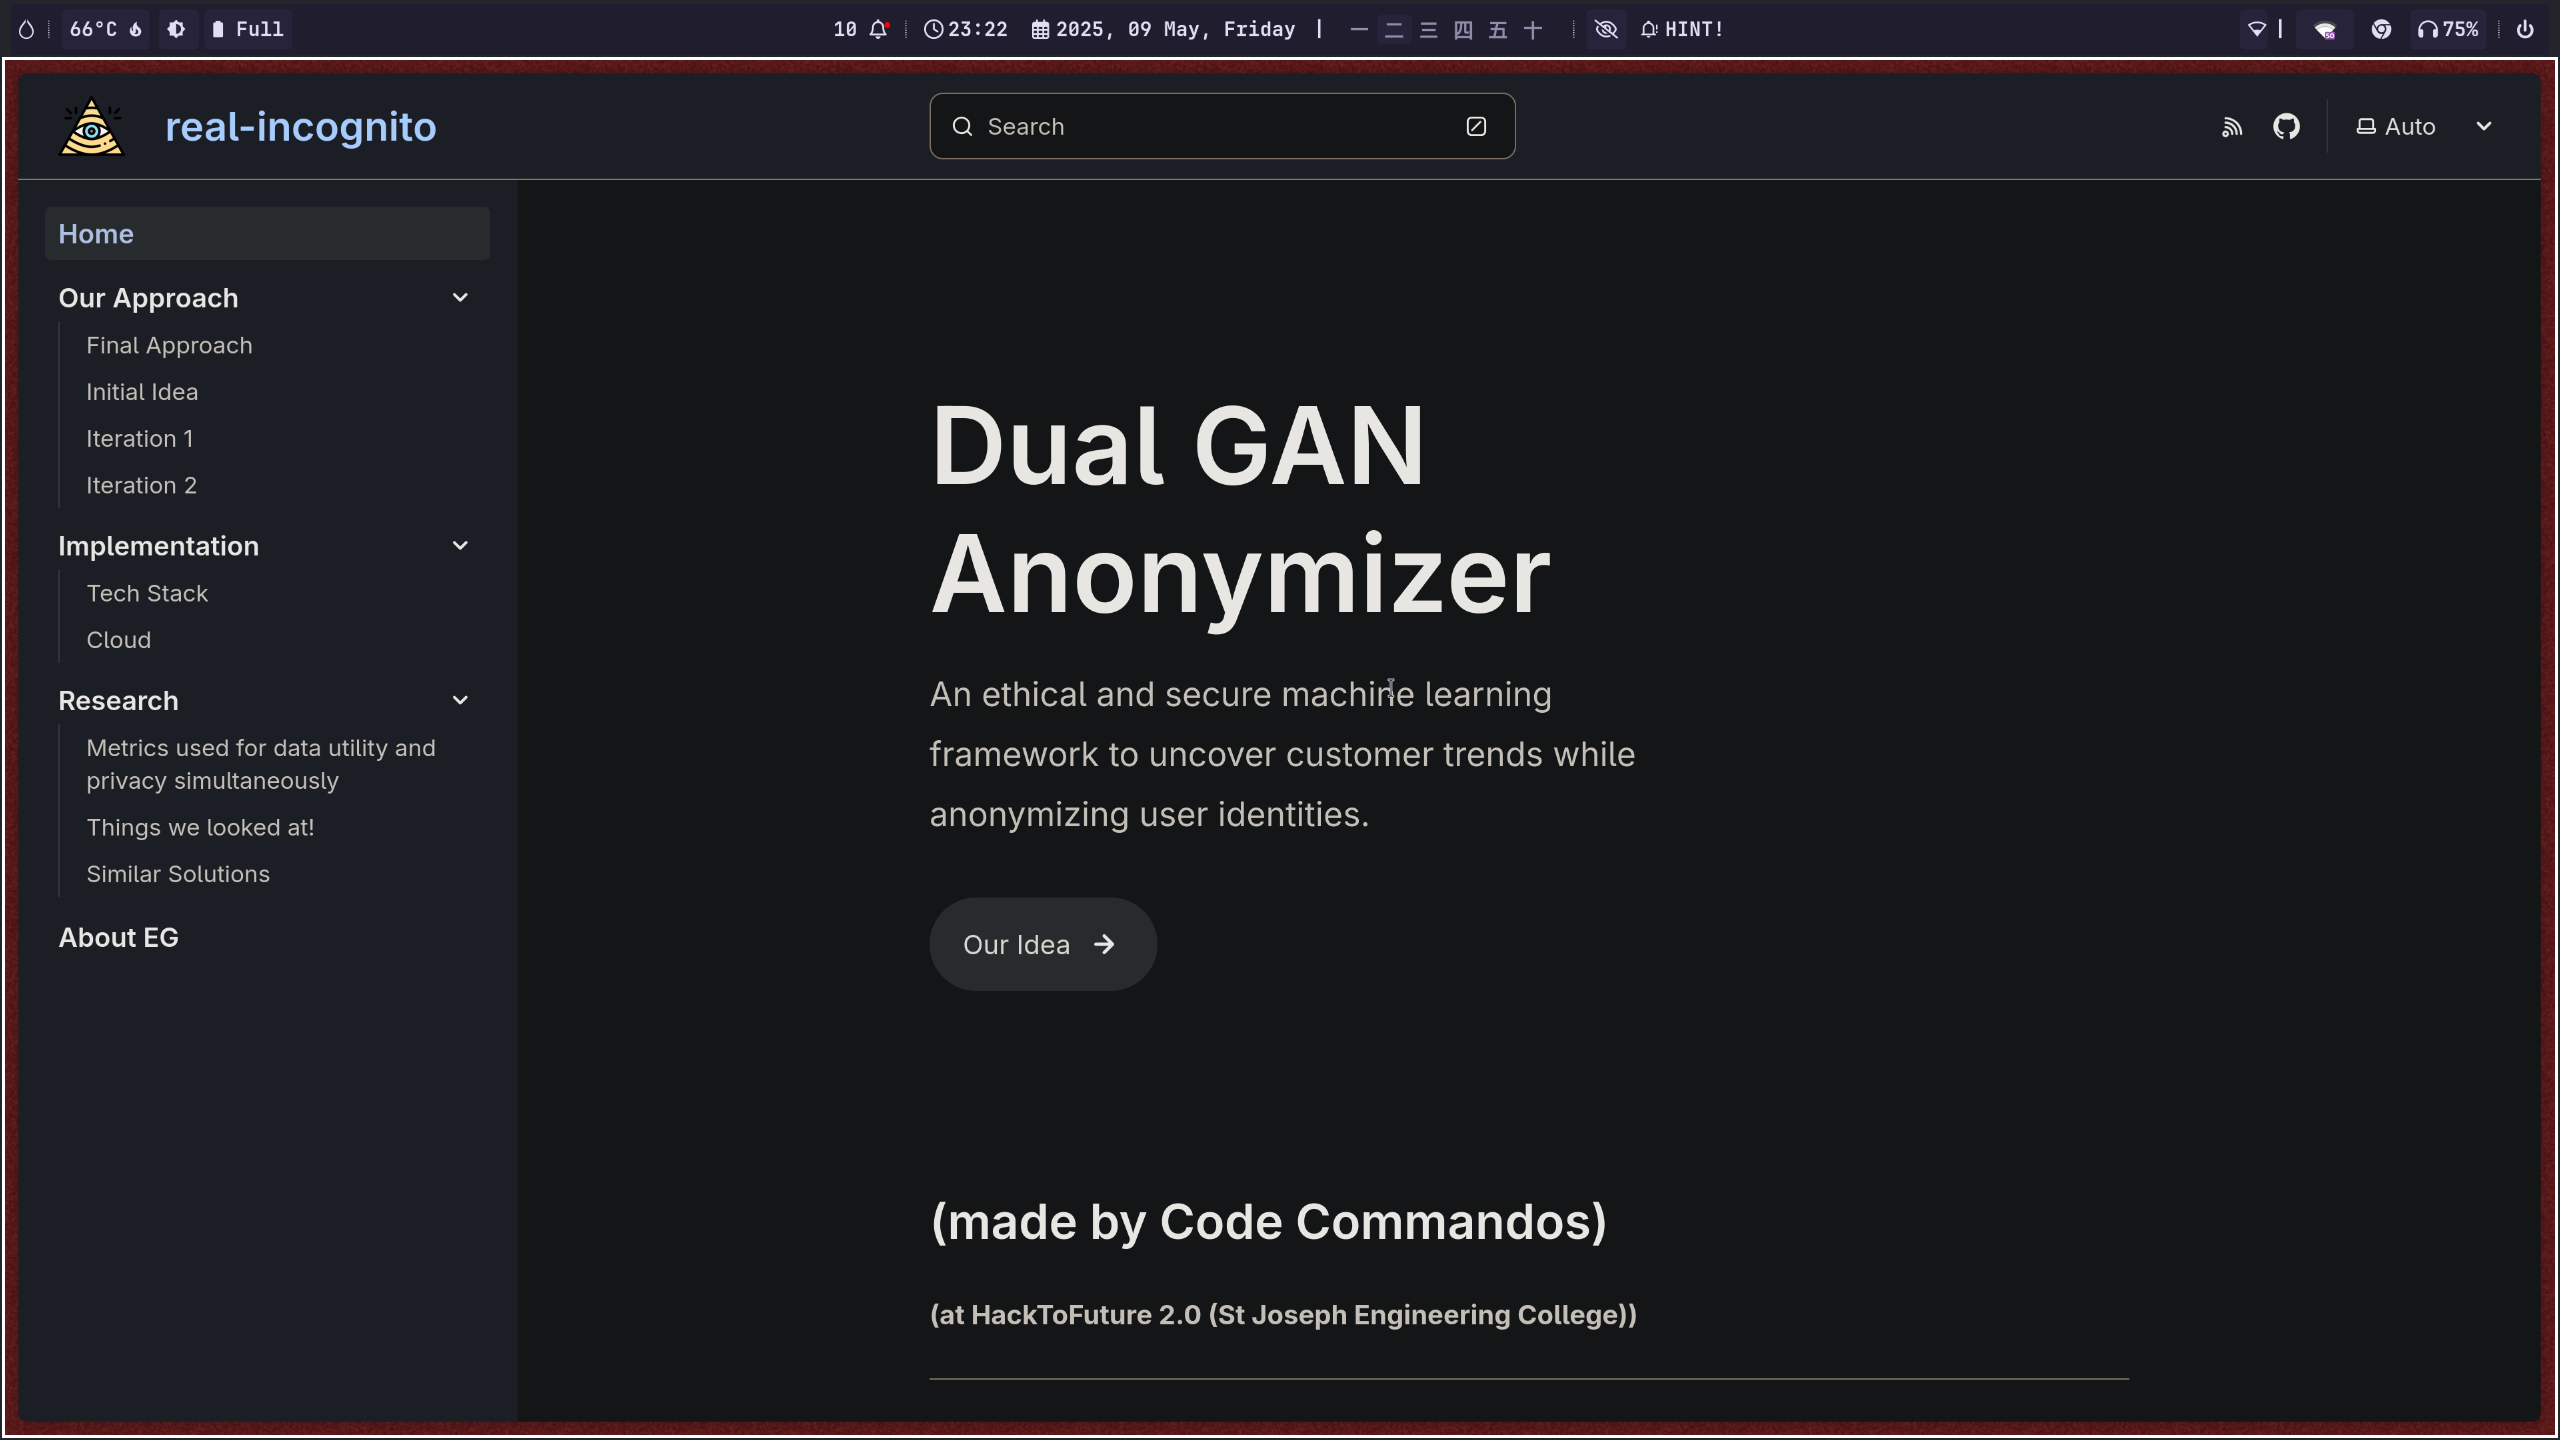 66°C
Full
10
23:22
2025, 09 May, Friday |
一 二 三 四 五 十
HINT!
|
50
75%
real-incognito
Search
Auto
Home
Our Approach
Final Approach
Initial Idea
Iteration 1
Iteration 2
Implementation
Tech Stack
Cloud
Research
Metrics used for data utility and
privacy simultaneously
Things we looked at!
Similar Solutions
About EG
Dual GAN
Anonymizer
An ethical and secure machine learning
framework to uncover customer trends while
anonymizing user identities.
Our Idea
(made by Code Commandos)
(at HackToFuture 2.0 (St Joseph Engineering College))